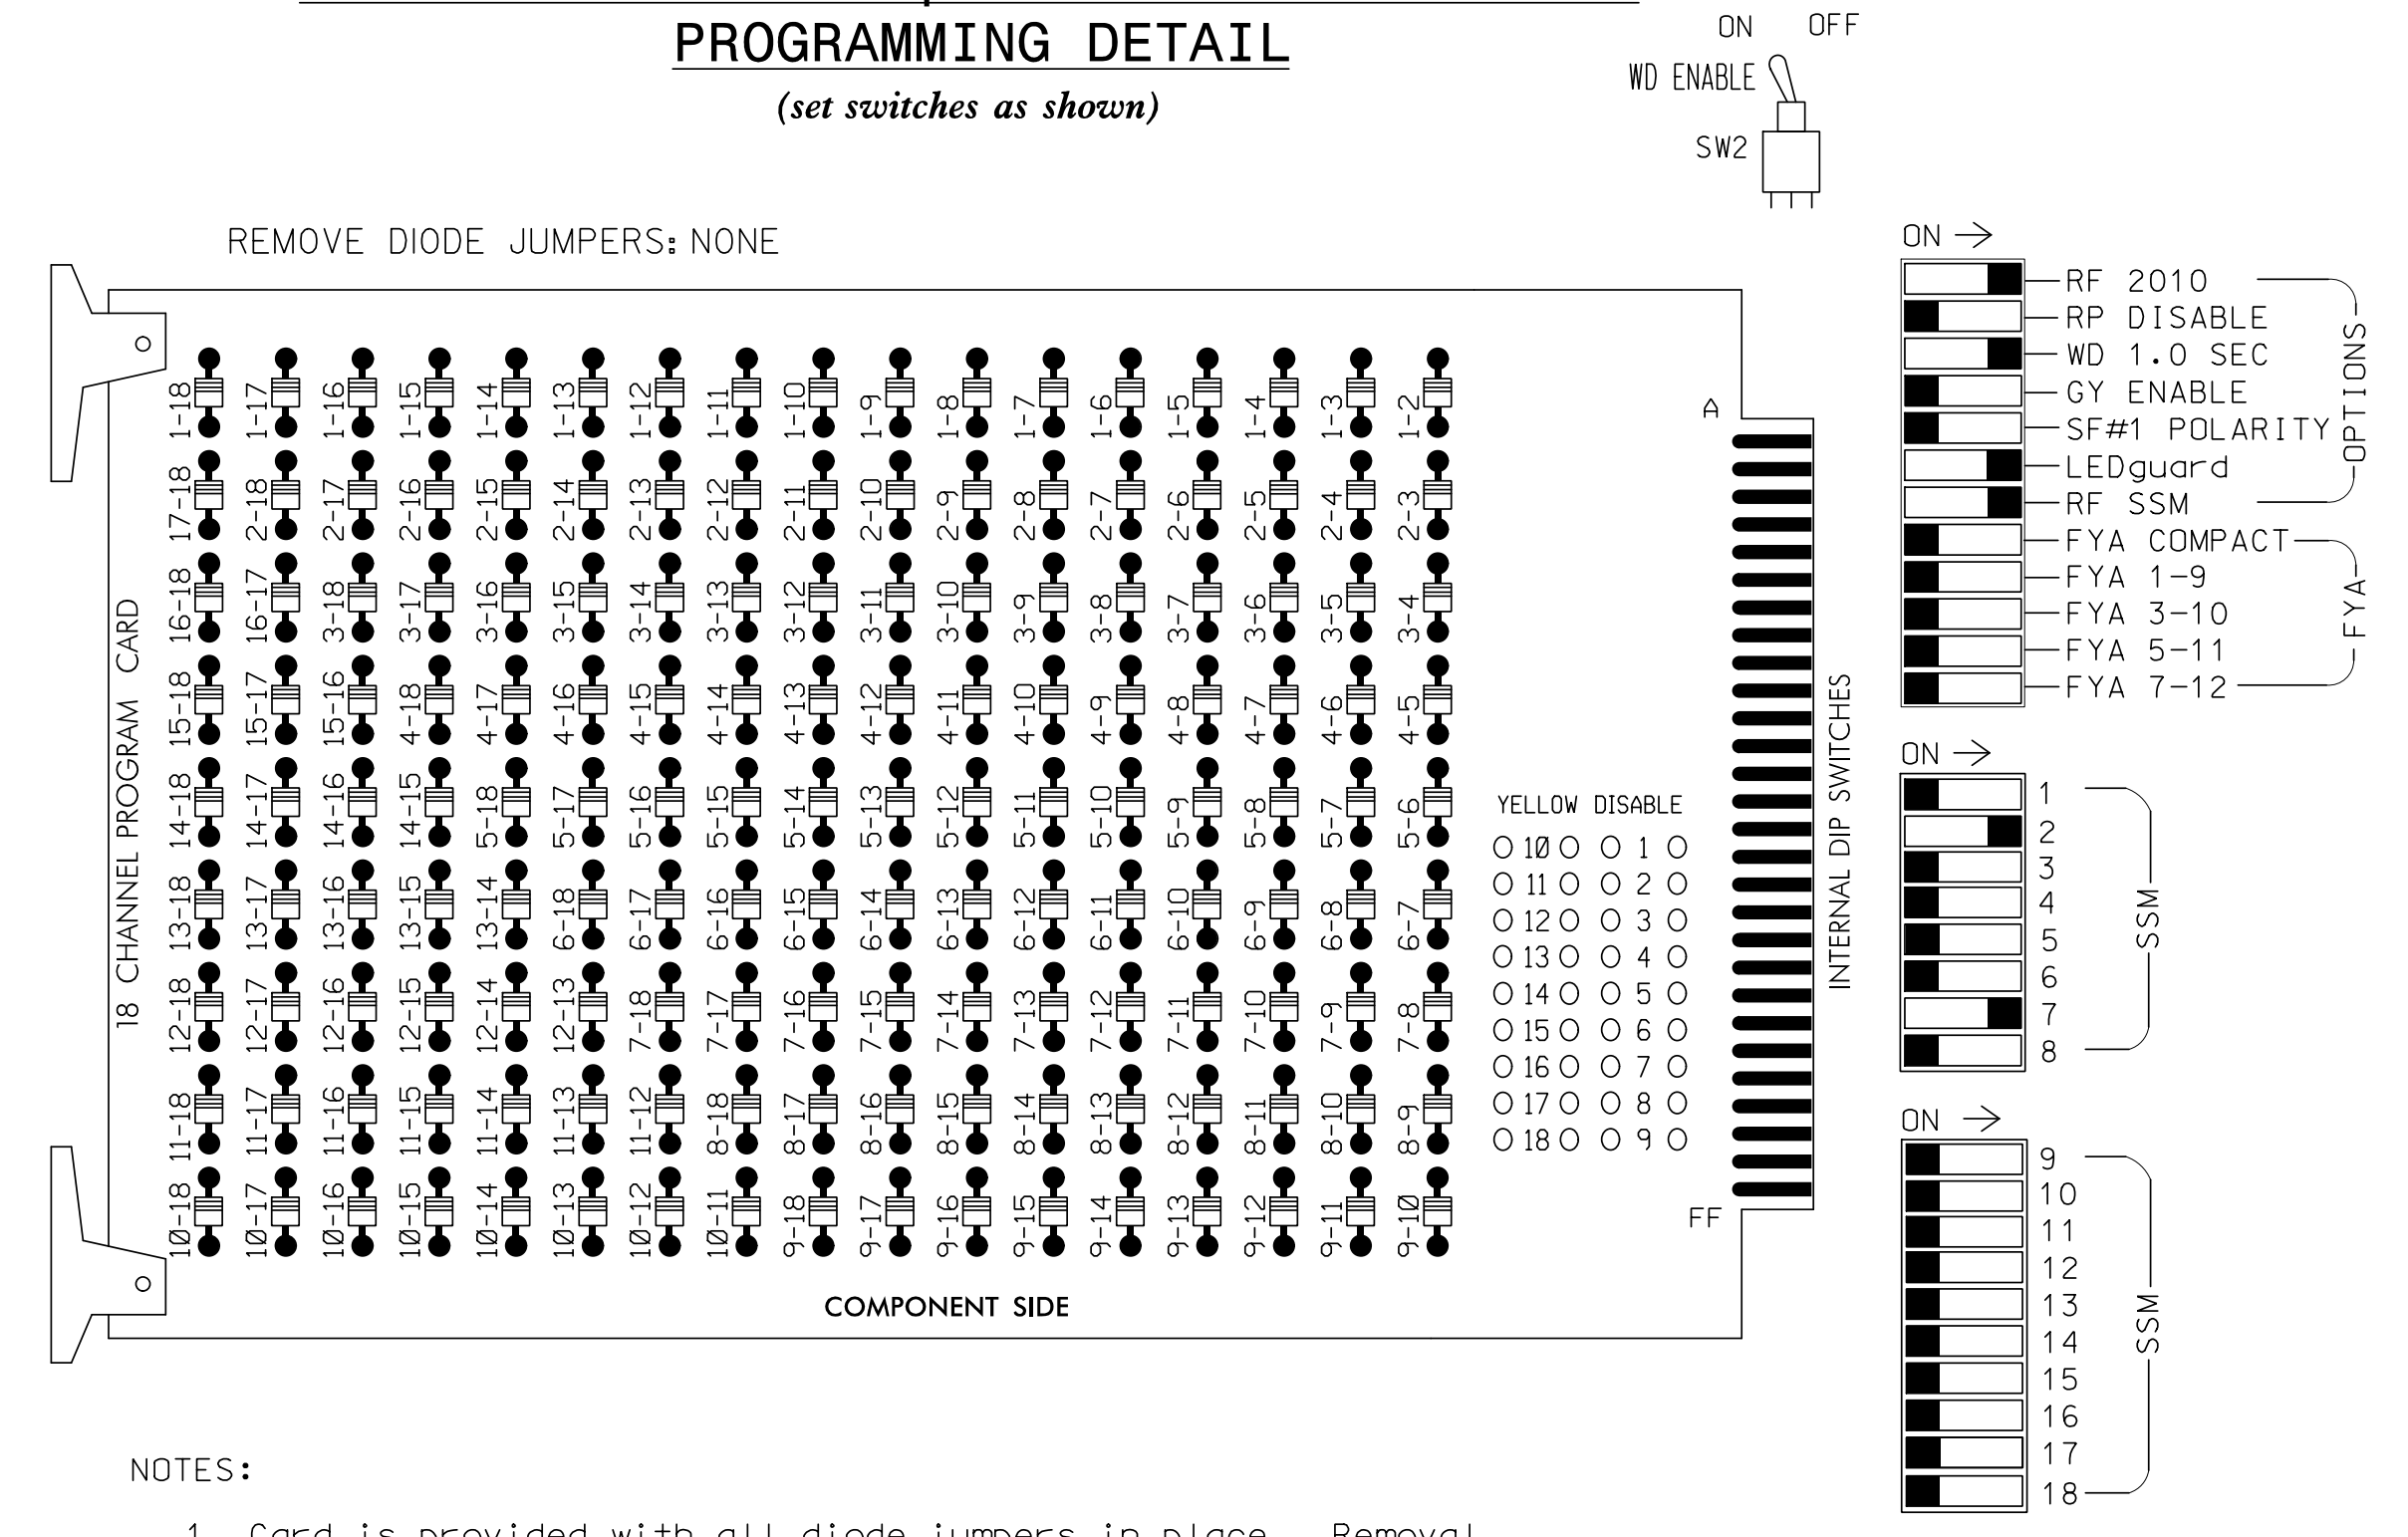 PROGRAMMING DETAIL
(set switches as shown)
ON OFF
WD ENABLE
SW2
REMOVE DIODE JUMPERS: NONE
18 CHANNEL PROGRAM CARD
1-18 1-17 1-16 1-15 1-14 1-13 1-12 1-11 1-10 1-9 1-8 1-7 1-6 1-5 1-4 1-3 1-2
17-18 2-18 2-17 2-16 2-15 2-14 2-13 2-12 2-11 2-10 2-9 2-8 2-7 2-6 2-5 2-4 2-3
16-18 16-17 3-18 3-17 3-16 3-15 3-14 3-13 3-12 3-11 3-10 3-9 3-8 3-7 3-6 3-5 3-4
15-18 15-17 15-16 4-18 4-17 4-16 4-15 4-14 4-13 4-12 4-11 4-10 4-9 4-8 4-7 4-6 4-5
14-18 14-17 14-16 14-15 5-18 5-17 5-16 5-15 5-14 5-13 5-12 5-11 5-10 5-9 5-8 5-7 5-6
13-18 13-17 13-16 13-15 13-14 6-18 6-17 6-16 6-15 6-14 6-13 6-12 6-11 6-10 6-9 6-8 6-7
12-18 12-17 12-16 12-15 12-14 12-13 7-18 7-17 7-16 7-15 7-14 7-13 7-12 7-11 7-10 7-9 7-8
11-18 11-17 11-16 11-15 11-14 11-13 11-12 8-18 8-17 8-16 8-15 8-14 8-13 8-12 8-11 8-10 8-9
10-18 10-17 10-16 10-15 10-14 10-13 10-12 10-11 9-18 9-17 9-16 9-15 9-14 9-13 9-12 9-11 9-10
COMPONENT SIDE
YELLOW DISABLE
10 1
11 2
12 3
13 4
14 5
15 6
16 7
17 8
18 9
A
FF
INTERNAL DIP SWITCHES
ON →
RF 2010
RP DISABLE
WD 1.0 SEC
GY ENABLE
SF#1 POLARITY
LEDguard
RF SSM
OPTIONS
FYA COMPACT
FYA 1-9
FYA 3-10
FYA 5-11
FYA 7-12
FYA
ON →
1
2
3
4
5
6
7
8
SSM
ON →
9
10
11
12
13
14
15
16
17
18
SSM
NOTES:
1. Card is provided with all diode jumpers in place. Removal